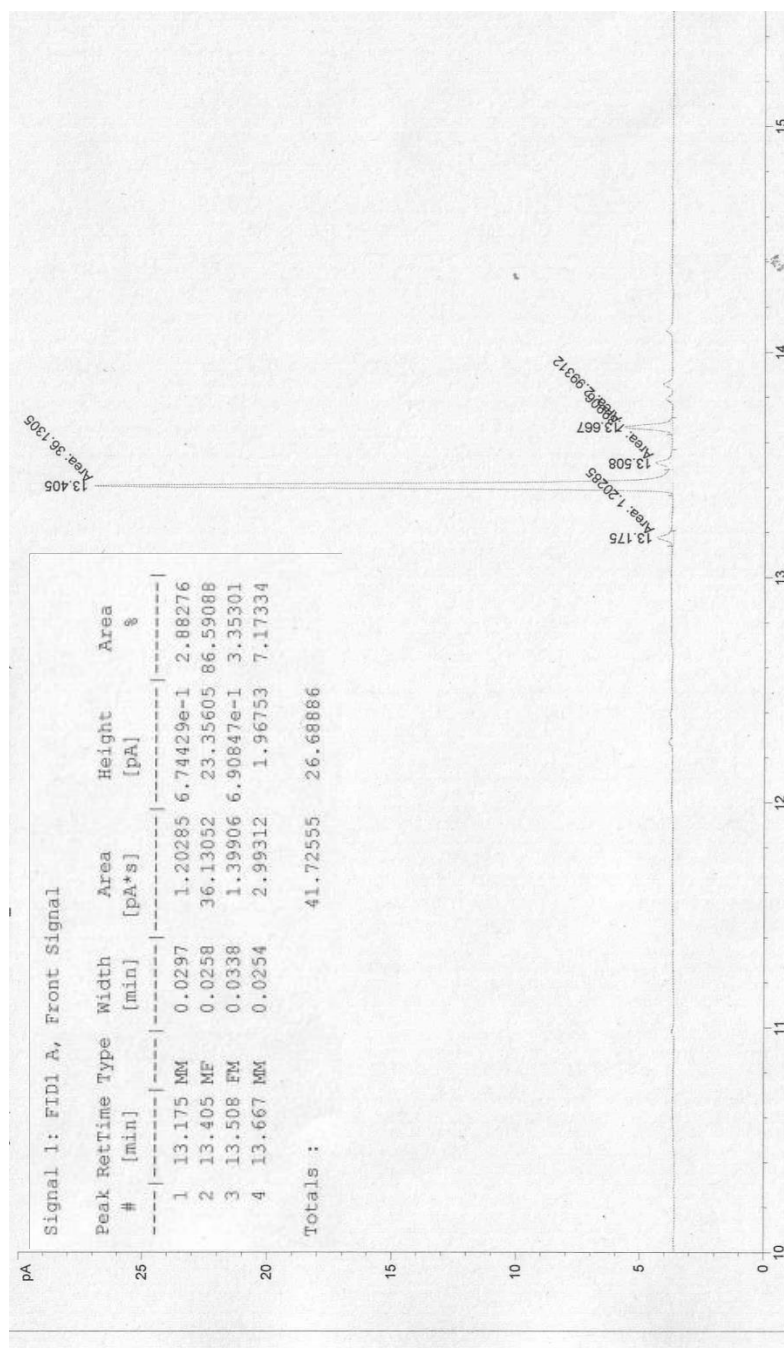 Signal 1: FID1 A, Front Signal
Peak RetTime Type Width Area Height Area
# [min] [min] [pA*s] [pA] %
----|-------|----|-------|----------|----------|--------|
1 13.175 MM 0.0297 1.20285 6.74429e-1 2.88276
2 13.405 MF 0.0258 36.13052 23.35605 86.59088
3 13.508 FM 0.0338 1.39906 6.90847e-1 3.35301
4 13.667 MM 0.0254 2.99312 1.96753 7.17334
Totals : 41.72555 26.68886
pA
25
20
15
10
5
0
13.175
Area: 1.20285
13.405
Area: 36.1305
13.508
13.667
Area: 2.99312
10
11
12
13
14
15